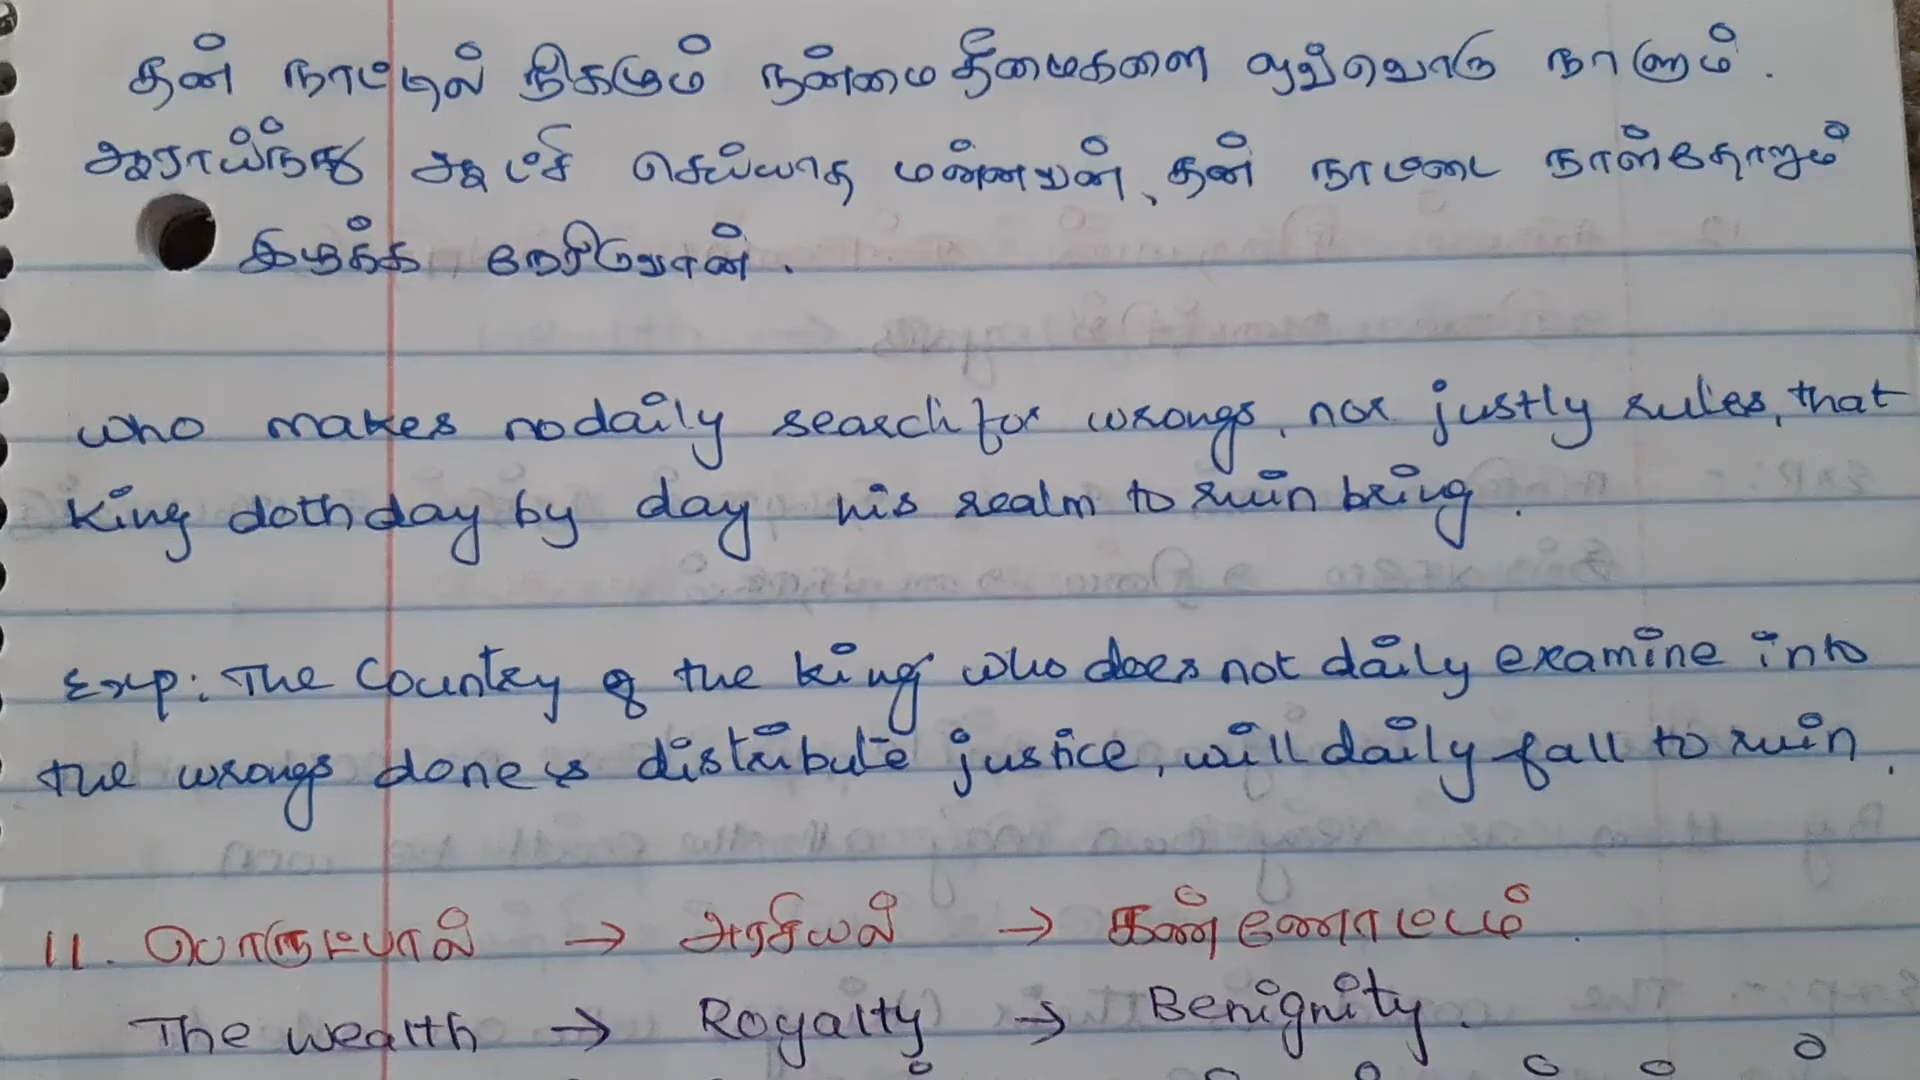 தன் நாட்டில் நிகழும் நன்மை தீமைகளை ஒவ்வொரு நாளும்.
ஆராய்ந்து ஆட்சி செய்யாத மன்னவன், தன் நாட்டை நாள்தோறும்
இழக்க நேரிடுவான்.
who makes no daily search for wrongs, nor justly rules, that
king doth day by day his realm to ruin bring.
Exp: The Country of the king who does not daily examine into
the wrongs done & distribute justice, will daily fall to ruin.
11. பொருட்பால் → அரசியல் → கண்ணோட்டம்.
The wealth → Royalty → Benignity.